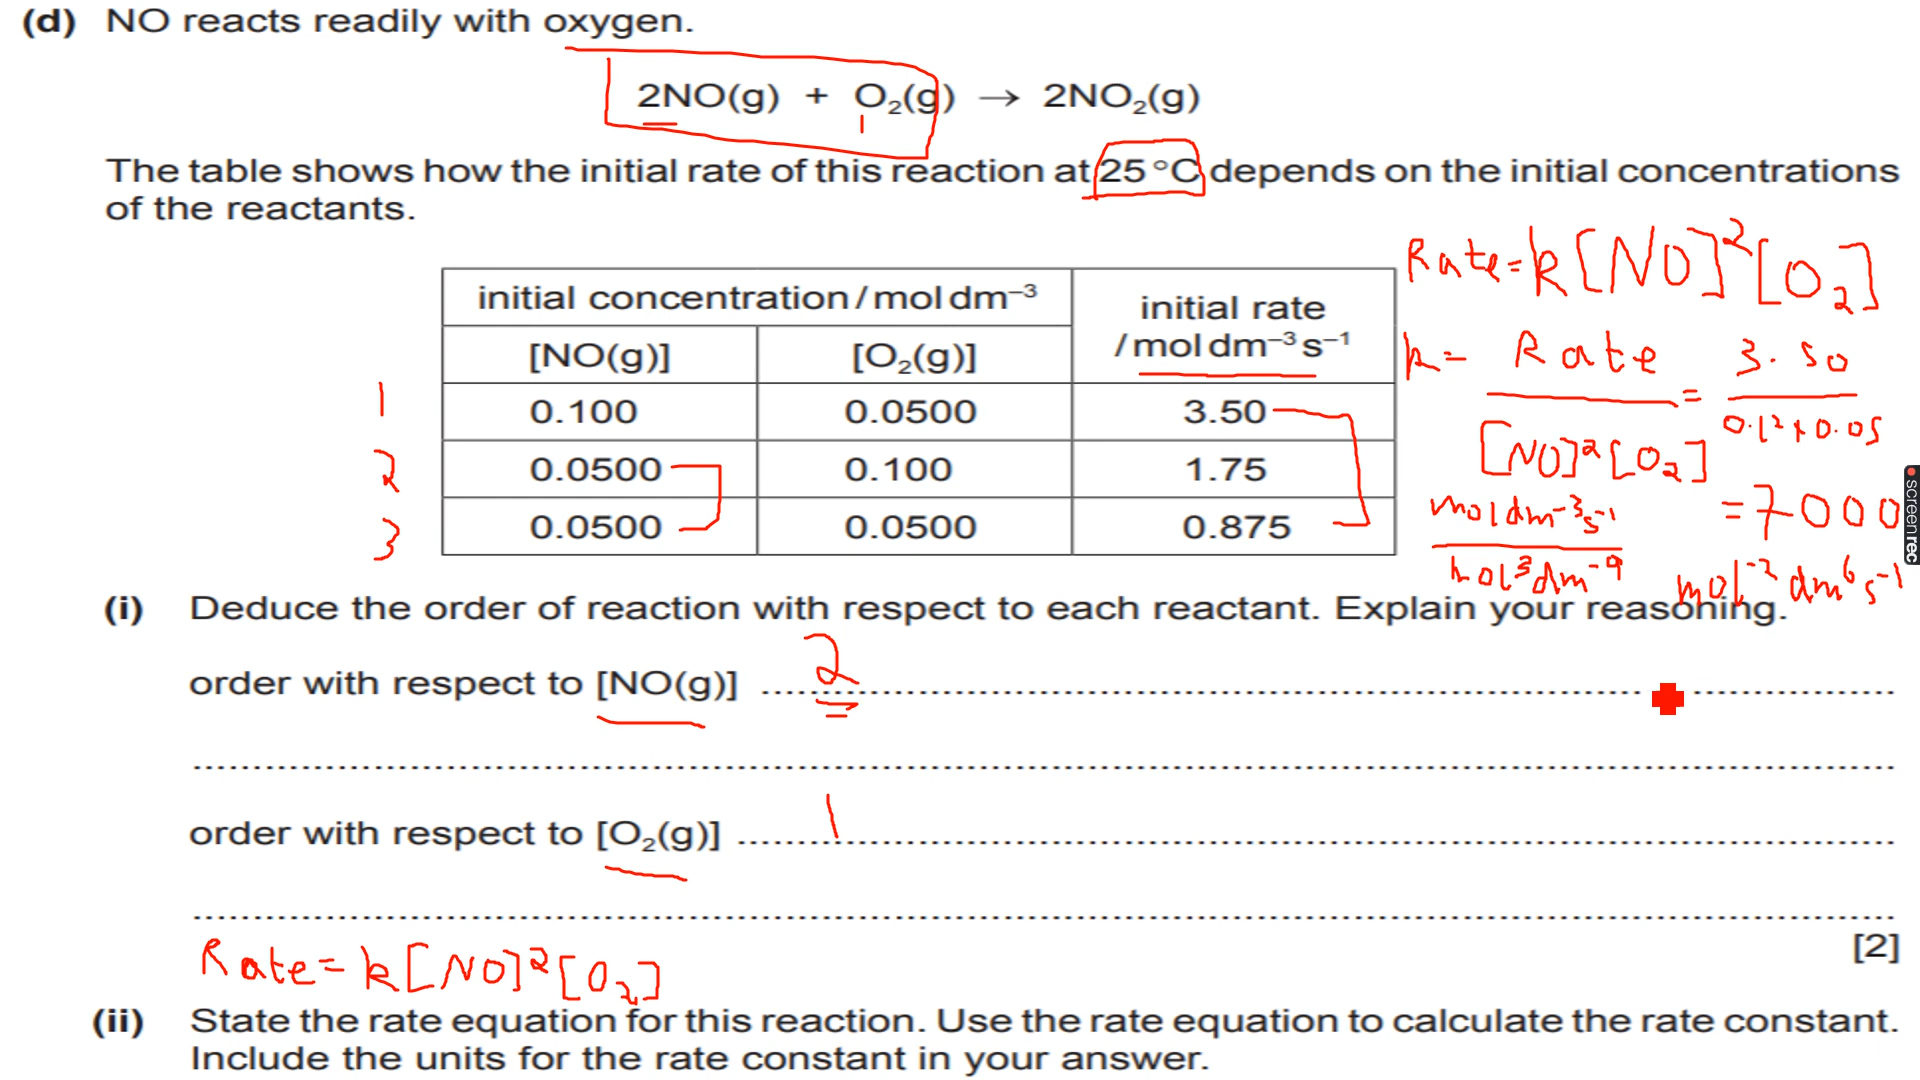 (d) NO reacts readily with oxygen.
2NO(g) + O₂(g) → 2NO₂(g)
The table shows how the initial rate of this reaction at 25 °C depends on the initial concentrations
of the reactants.
Rate = k[NO]²[O₂]
initial concentration / mol dm⁻³
initial rate
/ mol dm⁻³ s⁻¹
[NO(g)] [O₂(g)]
k = Rate / [NO]²[O₂] = 3.50 / 0.1² × 0.05
1 0.100 0.0500 3.50
2 0.0500 0.100 1.75
3 0.0500 0.0500 0.875
mol dm⁻³ s⁻¹ / mol³ dm⁻⁹
= 7000
mol⁻² dm⁶ s⁻¹
screenrec
(i) Deduce the order of reaction with respect to each reactant. Explain your reasoning.
order with respect to [NO(g)] 2
order with respect to [O₂(g)] 1
[2]
Rate = k[NO]²[O₂]
(ii) State the rate equation for this reaction. Use the rate equation to calculate the rate constant.
Include the units for the rate constant in your answer.